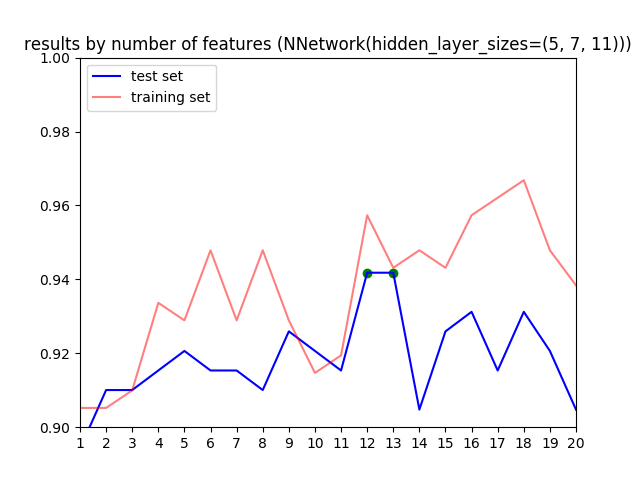 results by number of features (NNetwork(hidden_layer_sizes=(5, 7, 11)))
1.00
test set
training set
0.98
0.96
0.94
0.92
0.90
1 2 3 4 5 6 7 8 9 10 11 12 13 14 15 16 17 18 19 20